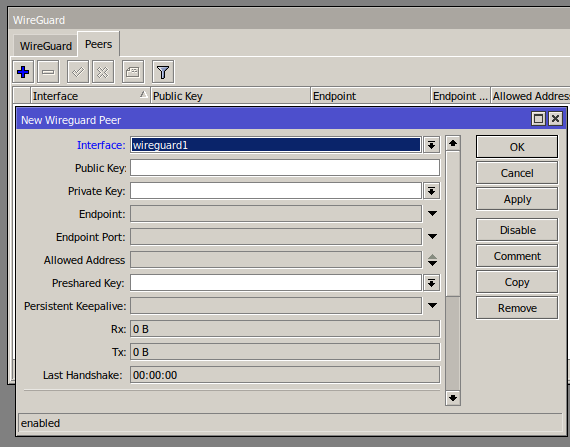 WireGuard
WireGuard Peers
Interface Public Key Endpoint Endpoint ... Allowed Address
New Wireguard Peer
Interface: wireguard1 OK
Public Key: Cancel
Private Key: Apply
Endpoint:
Endpoint Port: Disable
Allowed Address Comment
Preshared Key: Copy
Persistent Keepalive: Remove
Rx: 0 B
Tx: 0 B
Last Handshake: 00:00:00
enabled